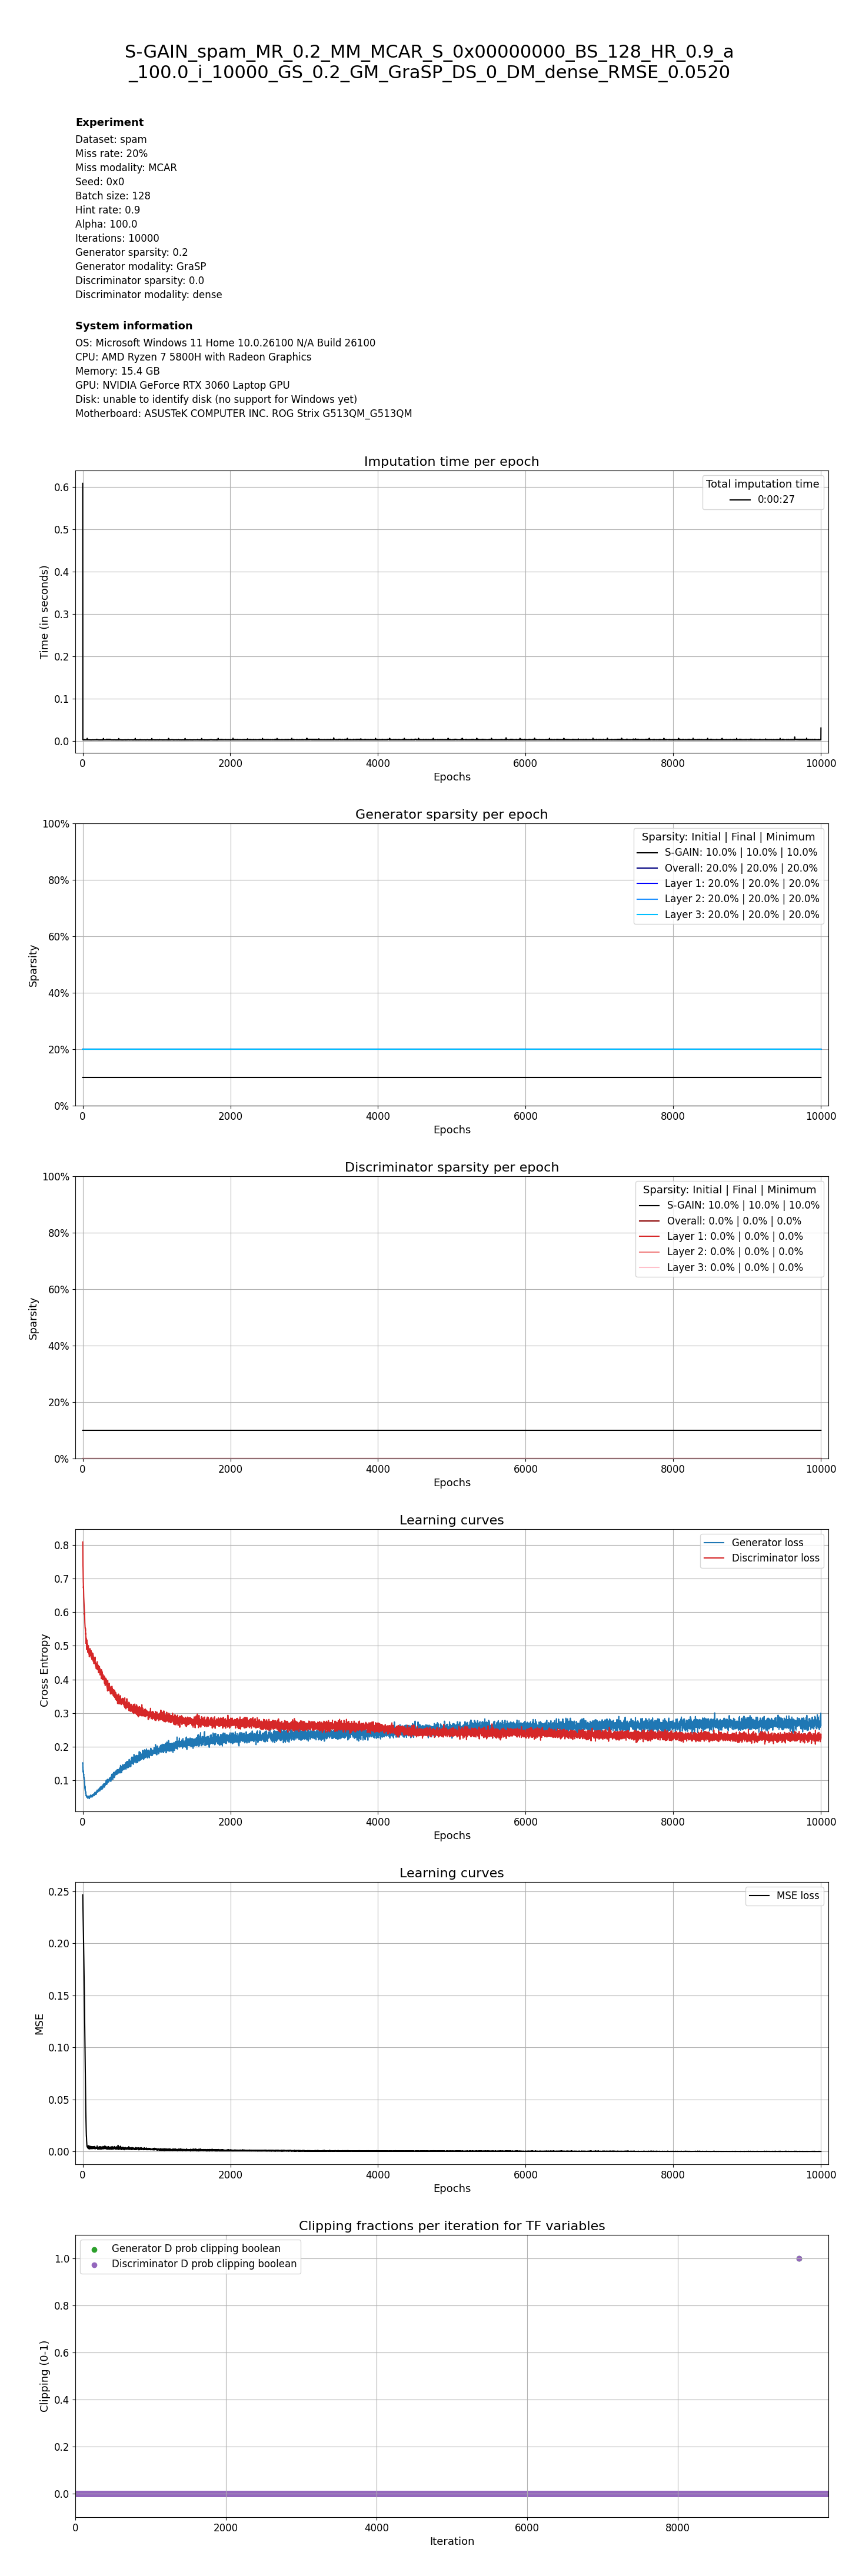 S-GAIN_spam_MR_0.2_MM_MCAR_S_0x00000000_BS_128_HR_0.9_a
_100.0_i_10000_GS_0.2_GM_GraSP_DS_0_DM_dense_RMSE_0.0520
Experiment
Dataset: spam
Miss rate: 20%
Miss modality: MCAR
Seed: 0x0
Batch size: 128
Hint rate: 0.9
Alpha: 100.0
Iterations: 10000
Generator sparsity: 0.2
Generator modality: GraSP
Discriminator sparsity: 0.0
Discriminator modality: dense
System information
OS: Microsoft Windows 11 Home 10.0.26100 N/A Build 26100
CPU: AMD Ryzen 7 5800H with Radeon Graphics
Memory: 15.4 GB
GPU: NVIDIA GeForce RTX 3060 Laptop GPU
Disk: unable to identify disk (no support for Windows yet)
Motherboard: ASUSTeK COMPUTER INC. ROG Strix G513QM_G513QM
Imputation time per epoch
Total imputation time
0:00:27
Time (in seconds)
0.6
0.5
0.4
0.3
0.2
0.1
0.0
0 2000 4000 6000 8000 10000
Epochs
Generator sparsity per epoch
Sparsity: Initial | Final | Minimum
S-GAIN: 10.0% | 10.0% | 10.0%
Overall: 20.0% | 20.0% | 20.0%
Layer 1: 20.0% | 20.0% | 20.0%
Layer 2: 20.0% | 20.0% | 20.0%
Layer 3: 20.0% | 20.0% | 20.0%
Sparsity
100%
80%
60%
40%
20%
0%
0 2000 4000 6000 8000 10000
Epochs
Discriminator sparsity per epoch
Sparsity: Initial | Final | Minimum
S-GAIN: 10.0% | 10.0% | 10.0%
Overall: 0.0% | 0.0% | 0.0%
Layer 1: 0.0% | 0.0% | 0.0%
Layer 2: 0.0% | 0.0% | 0.0%
Layer 3: 0.0% | 0.0% | 0.0%
Sparsity
100%
80%
60%
40%
20%
0%
0 2000 4000 6000 8000 10000
Epochs
Learning curves
Generator loss
Discriminator loss
Cross Entropy
0.8
0.7
0.6
0.5
0.4
0.3
0.2
0.1
0 2000 4000 6000 8000 10000
Epochs
Learning curves
MSE loss
MSE
0.25
0.20
0.15
0.10
0.05
0.00
0 2000 4000 6000 8000 10000
Epochs
Clipping fractions per iteration for TF variables
Generator D prob clipping boolean
Discriminator D prob clipping boolean
Clipping (0-1)
1.0
0.8
0.6
0.4
0.2
0.0
0 2000 4000 6000 8000
Iteration